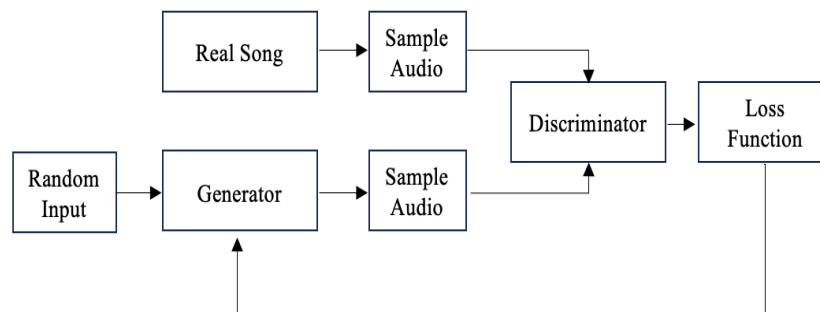 Real Song
Sample
Audio
Discriminator
Loss
Function
Random
Input
Generator
Sample
Audio